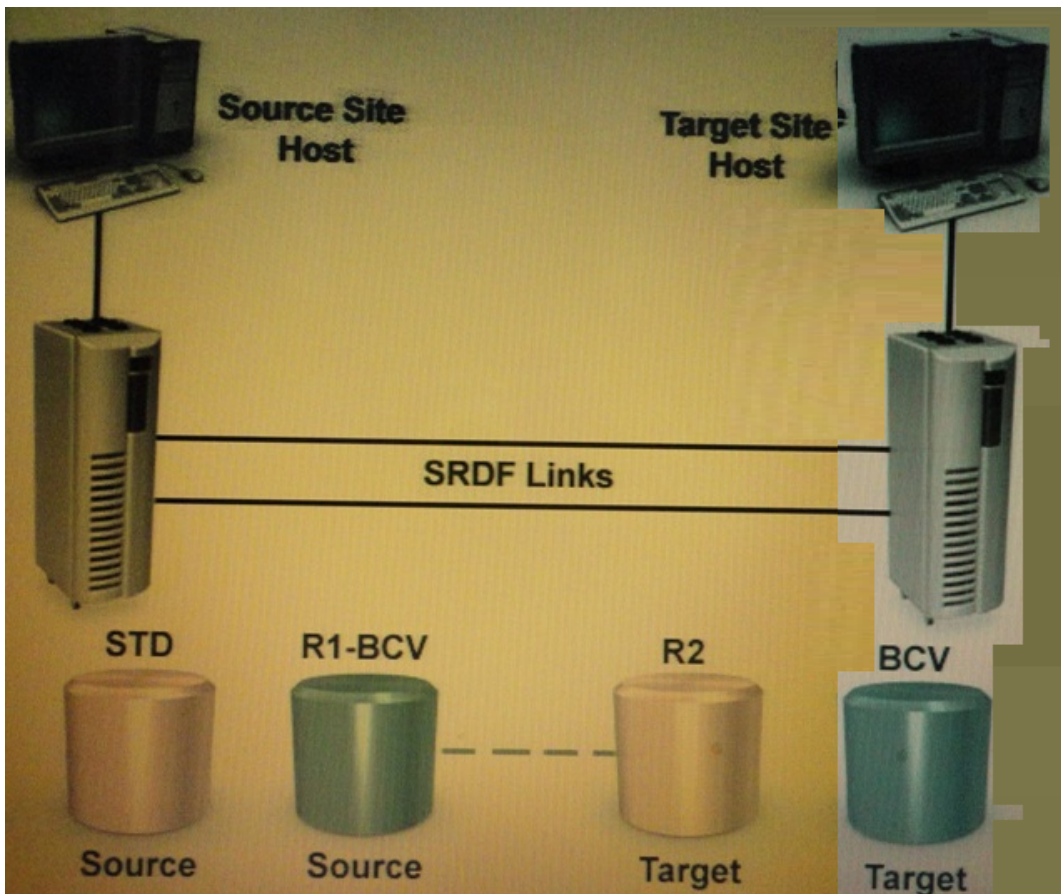 Source Site
Host
Target Site
Host
SRDF Links
STD
R1-BCV
R2
BCV
Source
Source
Target
Target